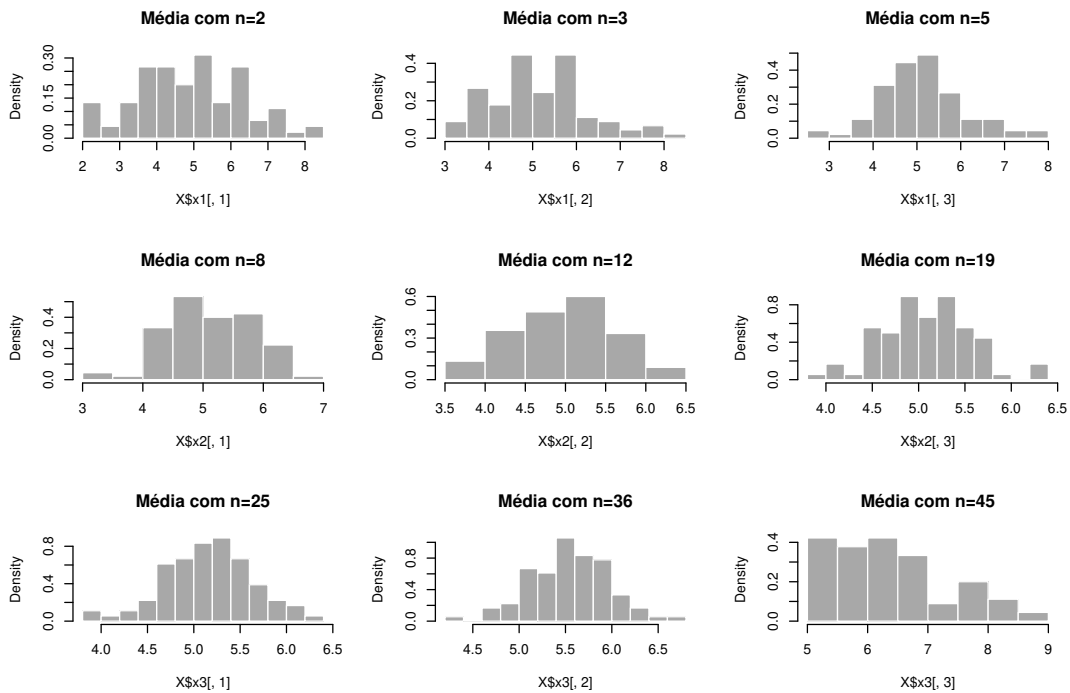 Média com n=2
Density
0.00 0.15 0.30
2 3 4 5 6 7 8
X$x1[, 1]
Média com n=3
Density
0.0 0.2 0.4
3 4 5 6 7 8
X$x1[, 2]
Média com n=5
Density
0.0 0.2 0.4
3 4 5 6 7 8
X$x1[, 3]
Média com n=8
Density
0.0 0.2 0.4
3 4 5 6 7
X$x2[, 1]
Média com n=12
Density
0.0 0.3 0.6
3.5 4.0 4.5 5.0 5.5 6.0 6.5
X$x2[, 2]
Média com n=19
Density
0.0 0.4 0.8
4.0 4.5 5.0 5.5 6.0 6.5
X$x2[, 3]
Média com n=25
Density
0.0 0.4 0.8
4.0 4.5 5.0 5.5 6.0 6.5
X$x3[, 1]
Média com n=36
Density
0.0 0.4 0.8
4.5 5.0 5.5 6.0 6.5
X$x3[, 2]
Média com n=45
Density
0.0 0.2 0.4
5 6 7 8 9
X$x3[, 3]